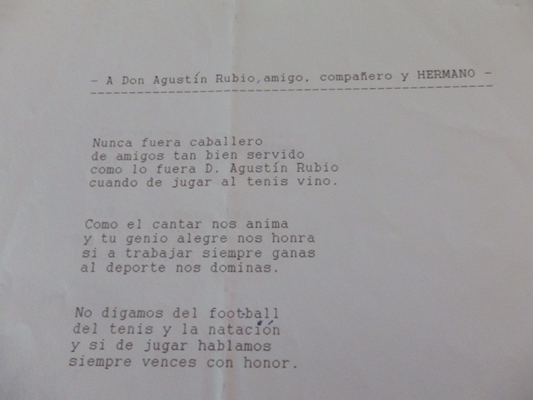 - A Don Agustín Rubio,amigo. compañero y HERMANO -
Nunca fuera caballero
de amigos tan bien servido
como lo fuera D. Agustín Rubio
cuando de jugar al tenis vino.
Como el cantar nos anima
y tu genio alegre nos honra
si a trabajar siempre ganas
al deporte nos dominas.
No digamos del foot-ball
del tenis y la natación
y si de jugar hablamos
siempre vences con honor.